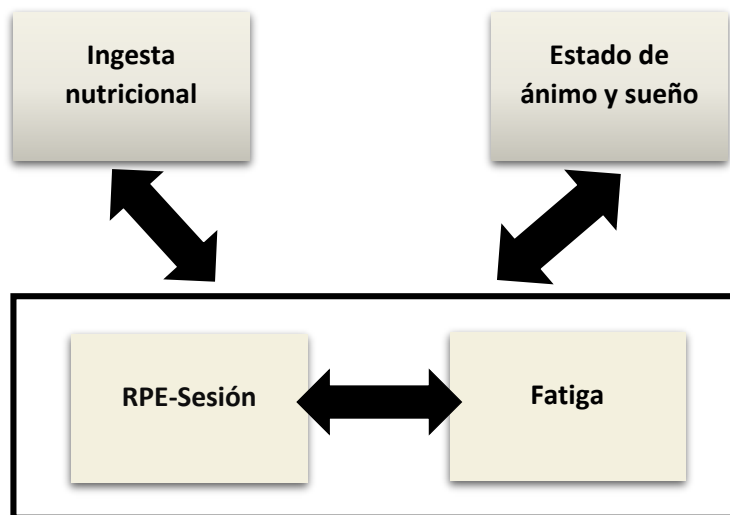 Ingesta
nutricional
Estado de
ánimo y sueño
RPE-Sesión
Fatiga